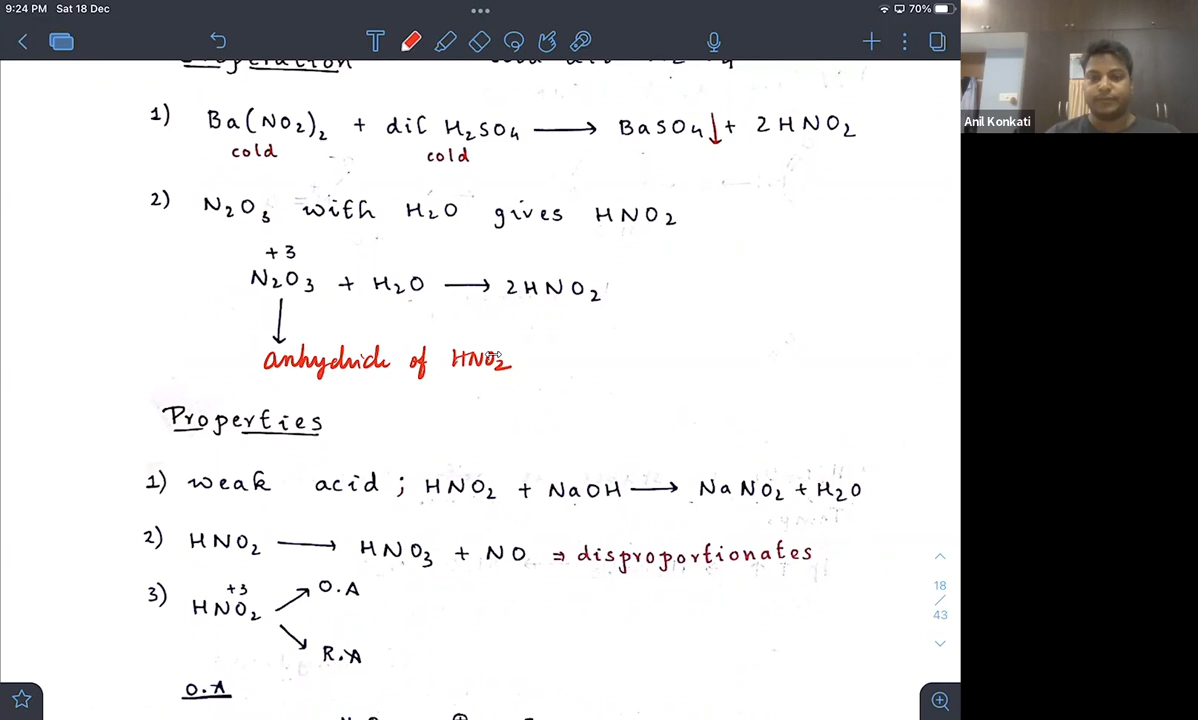 9:24 PM Sat 18 Dec
70%
Anil Konkati
1) Ba(NO2)2 + dil H2SO4 ⟶ BaSO4↓ + 2HNO2
cold cold
2) N2O3 with H2O gives HNO2
+3
N2O3 + H2O ⟶ 2HNO2
↓
anhydride of HNO2
Properties
1) weak acid ; HNO2 + NaOH ⟶ NaNO2 + H2O
2) HNO2 ⟶ HNO3 + NO ⇒ disproportionates
+3
3) HNO2 ↗ O.A
↘ R.A
18
/
43
O.A